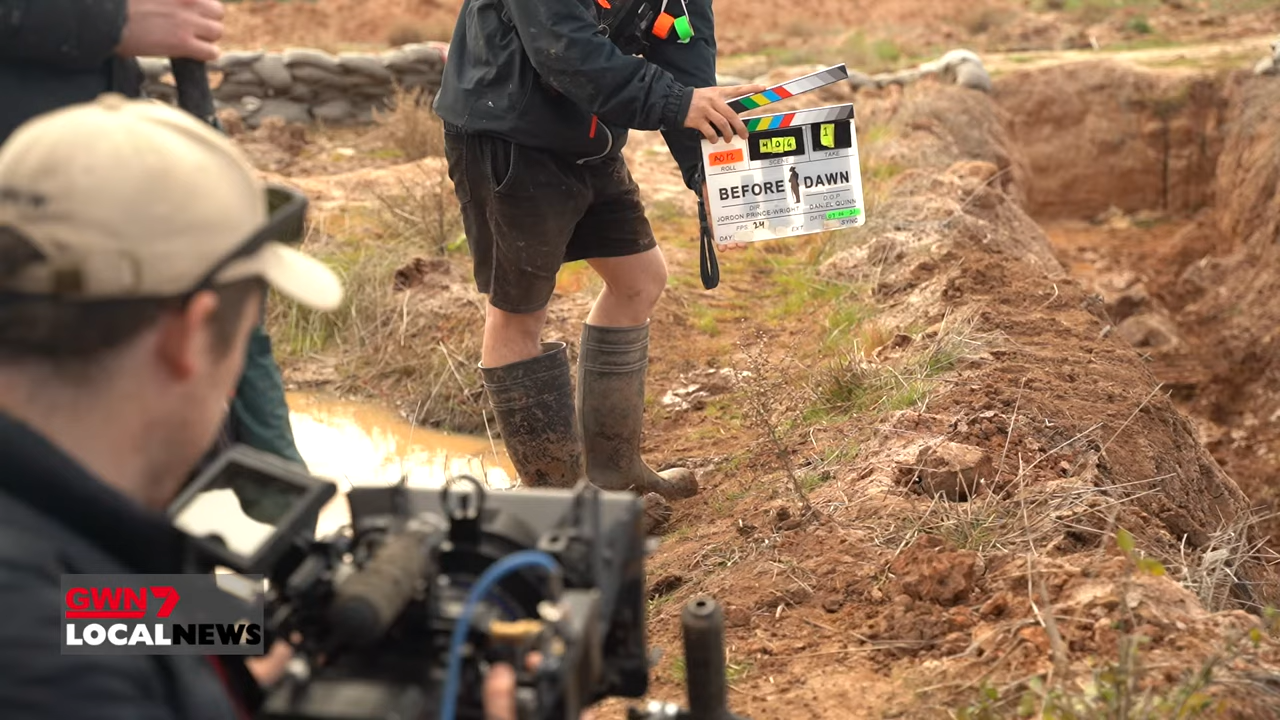 404 1
ROLL SCENE TAKE
BEFORE DAWN
DIR. D.O.P
JORDON PRINCE-WRIGHT DANIEL QUINN
FPS 24 EXT DATE
DAY: SYNC
GWN7
LOCALNEWS